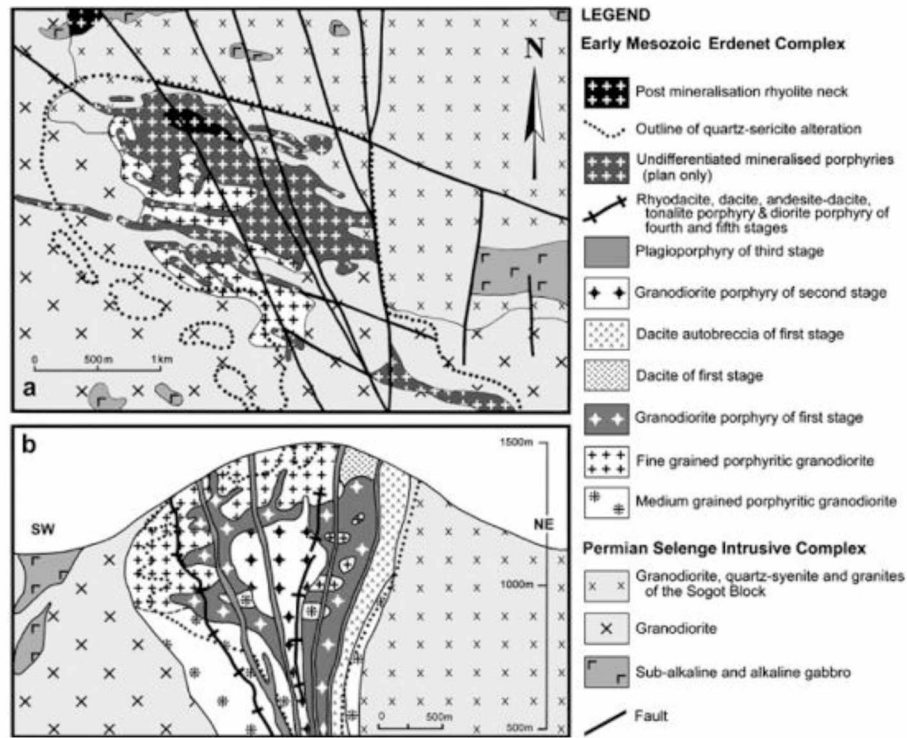 N
0 500m 1km
a
b
1500m
SW
NE
1000m
0 500m
500m
LEGEND
Early Mesozoic Erdenet Complex
Post mineralisation rhyolite neck
Outline of quartz-sericite alteration
Undifferentiated mineralised porphyries
(plan only)
Rhyodacite, dacite, andesite-dacite,
tonalite porphyry & diorite porphyry of
fourth and fifth stages
Plagioporphyry of third stage
Granodiorite porphyry of second stage
Dacite autobreccia of first stage
Dacite of first stage
Granodiorite porphyry of first stage
Fine grained porphyritic granodiorite
Medium grained porphyritic granodiorite
Permian Selenge Intrusive Complex
Granodiorite, quartz-syenite and granites
of the Sogot Block
Granodiorite
Sub-alkaline and alkaline gabbro
Fault